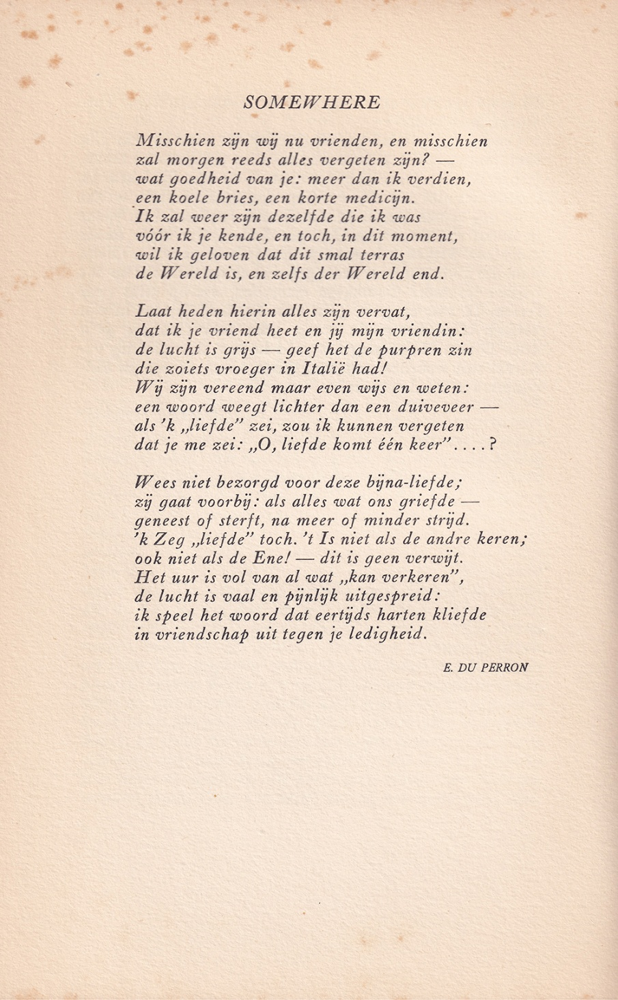 SOMEWHERE
Misschien zijn wij nu vrienden, en misschien
zal morgen reeds alles vergeten zijn? —
wat goedheid van je: meer dan ik verdien,
een koele bries, een korte medicijn.
Ik zal weer zijn dezelfde die ik was
vóór ik je kende, en toch, in dit moment,
wil ik geloven dat dit smal terras
de Wereld is, en zelfs der Wereld end.
Laat heden hierin alles zijn vervat,
dat ik je vriend heet en jij mijn vriendin:
de lucht is grijs — geef het de purpren zin
die zoiets vroeger in Italië had!
Wij zijn vereend maar even wijs en weten:
een woord weegt lichter dan een duiveveer —
als 'k „liefde” zei, zou ik kunnen vergeten
dat je me zei: „O, liefde komt één keer”....?
Wees niet bezorgd voor deze bijna-liefde;
zij gaat voorbij: als alles wat ons griefde —
geneest of sterft, na meer of minder strijd.
'k Zeg „liefde” toch. 't Is niet als de andre keren;
ook niet als de Ene! — dit is geen verwijt.
Het uur is vol van al wat „kan verkeren”,
de lucht is vaal en pijnlijk uitgespreid:
ik speel het woord dat eertijds harten kliefde
in vriendschap uit tegen je ledigheid.
E. DU PERRON